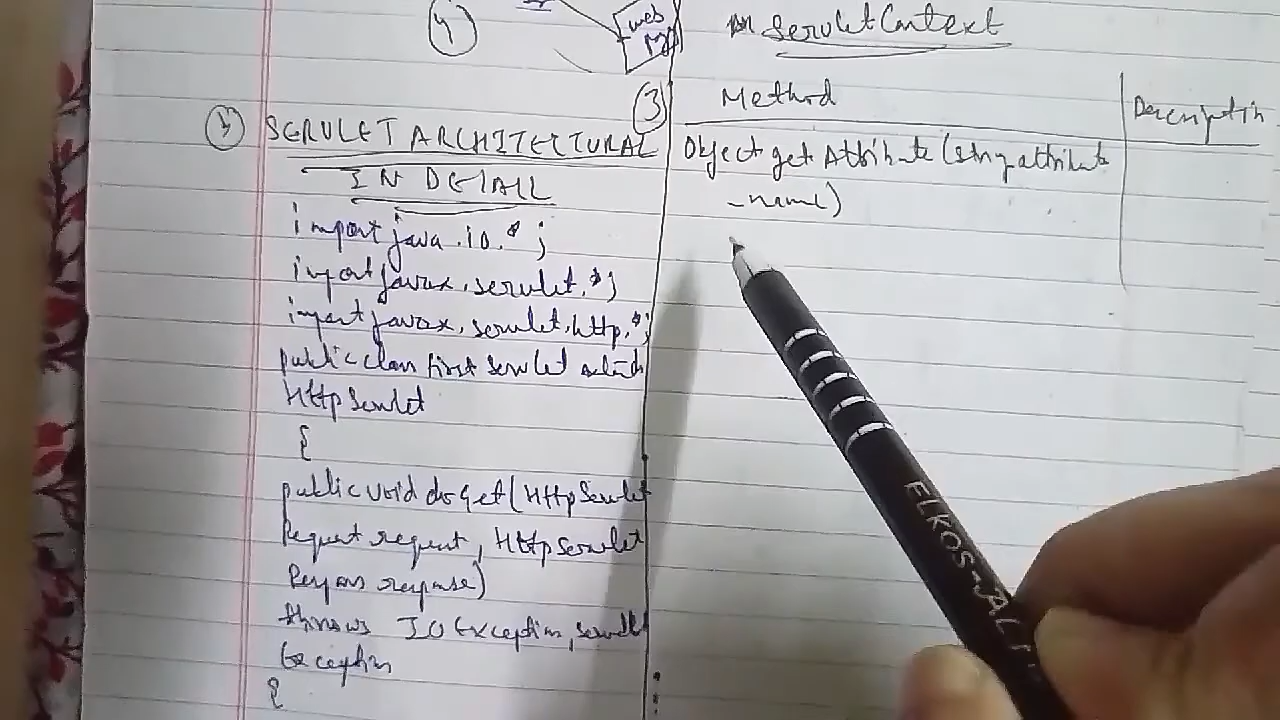 4
web
ServletContext
3
Method
Description
Object getAttribute(string attribute
_name)
b) SERVLET ARCHITECTURAL
IN DETAIL
import java.io.*;
import javax.servlet.*;
import javax.servlet.http.*;
public class first Servlet extends
HttpServlet
{
public void doGet(HttpServlet
Request request, HttpServlet
Respons response)
throws IOException, servlet
Exception
{
ELKOS-ACH